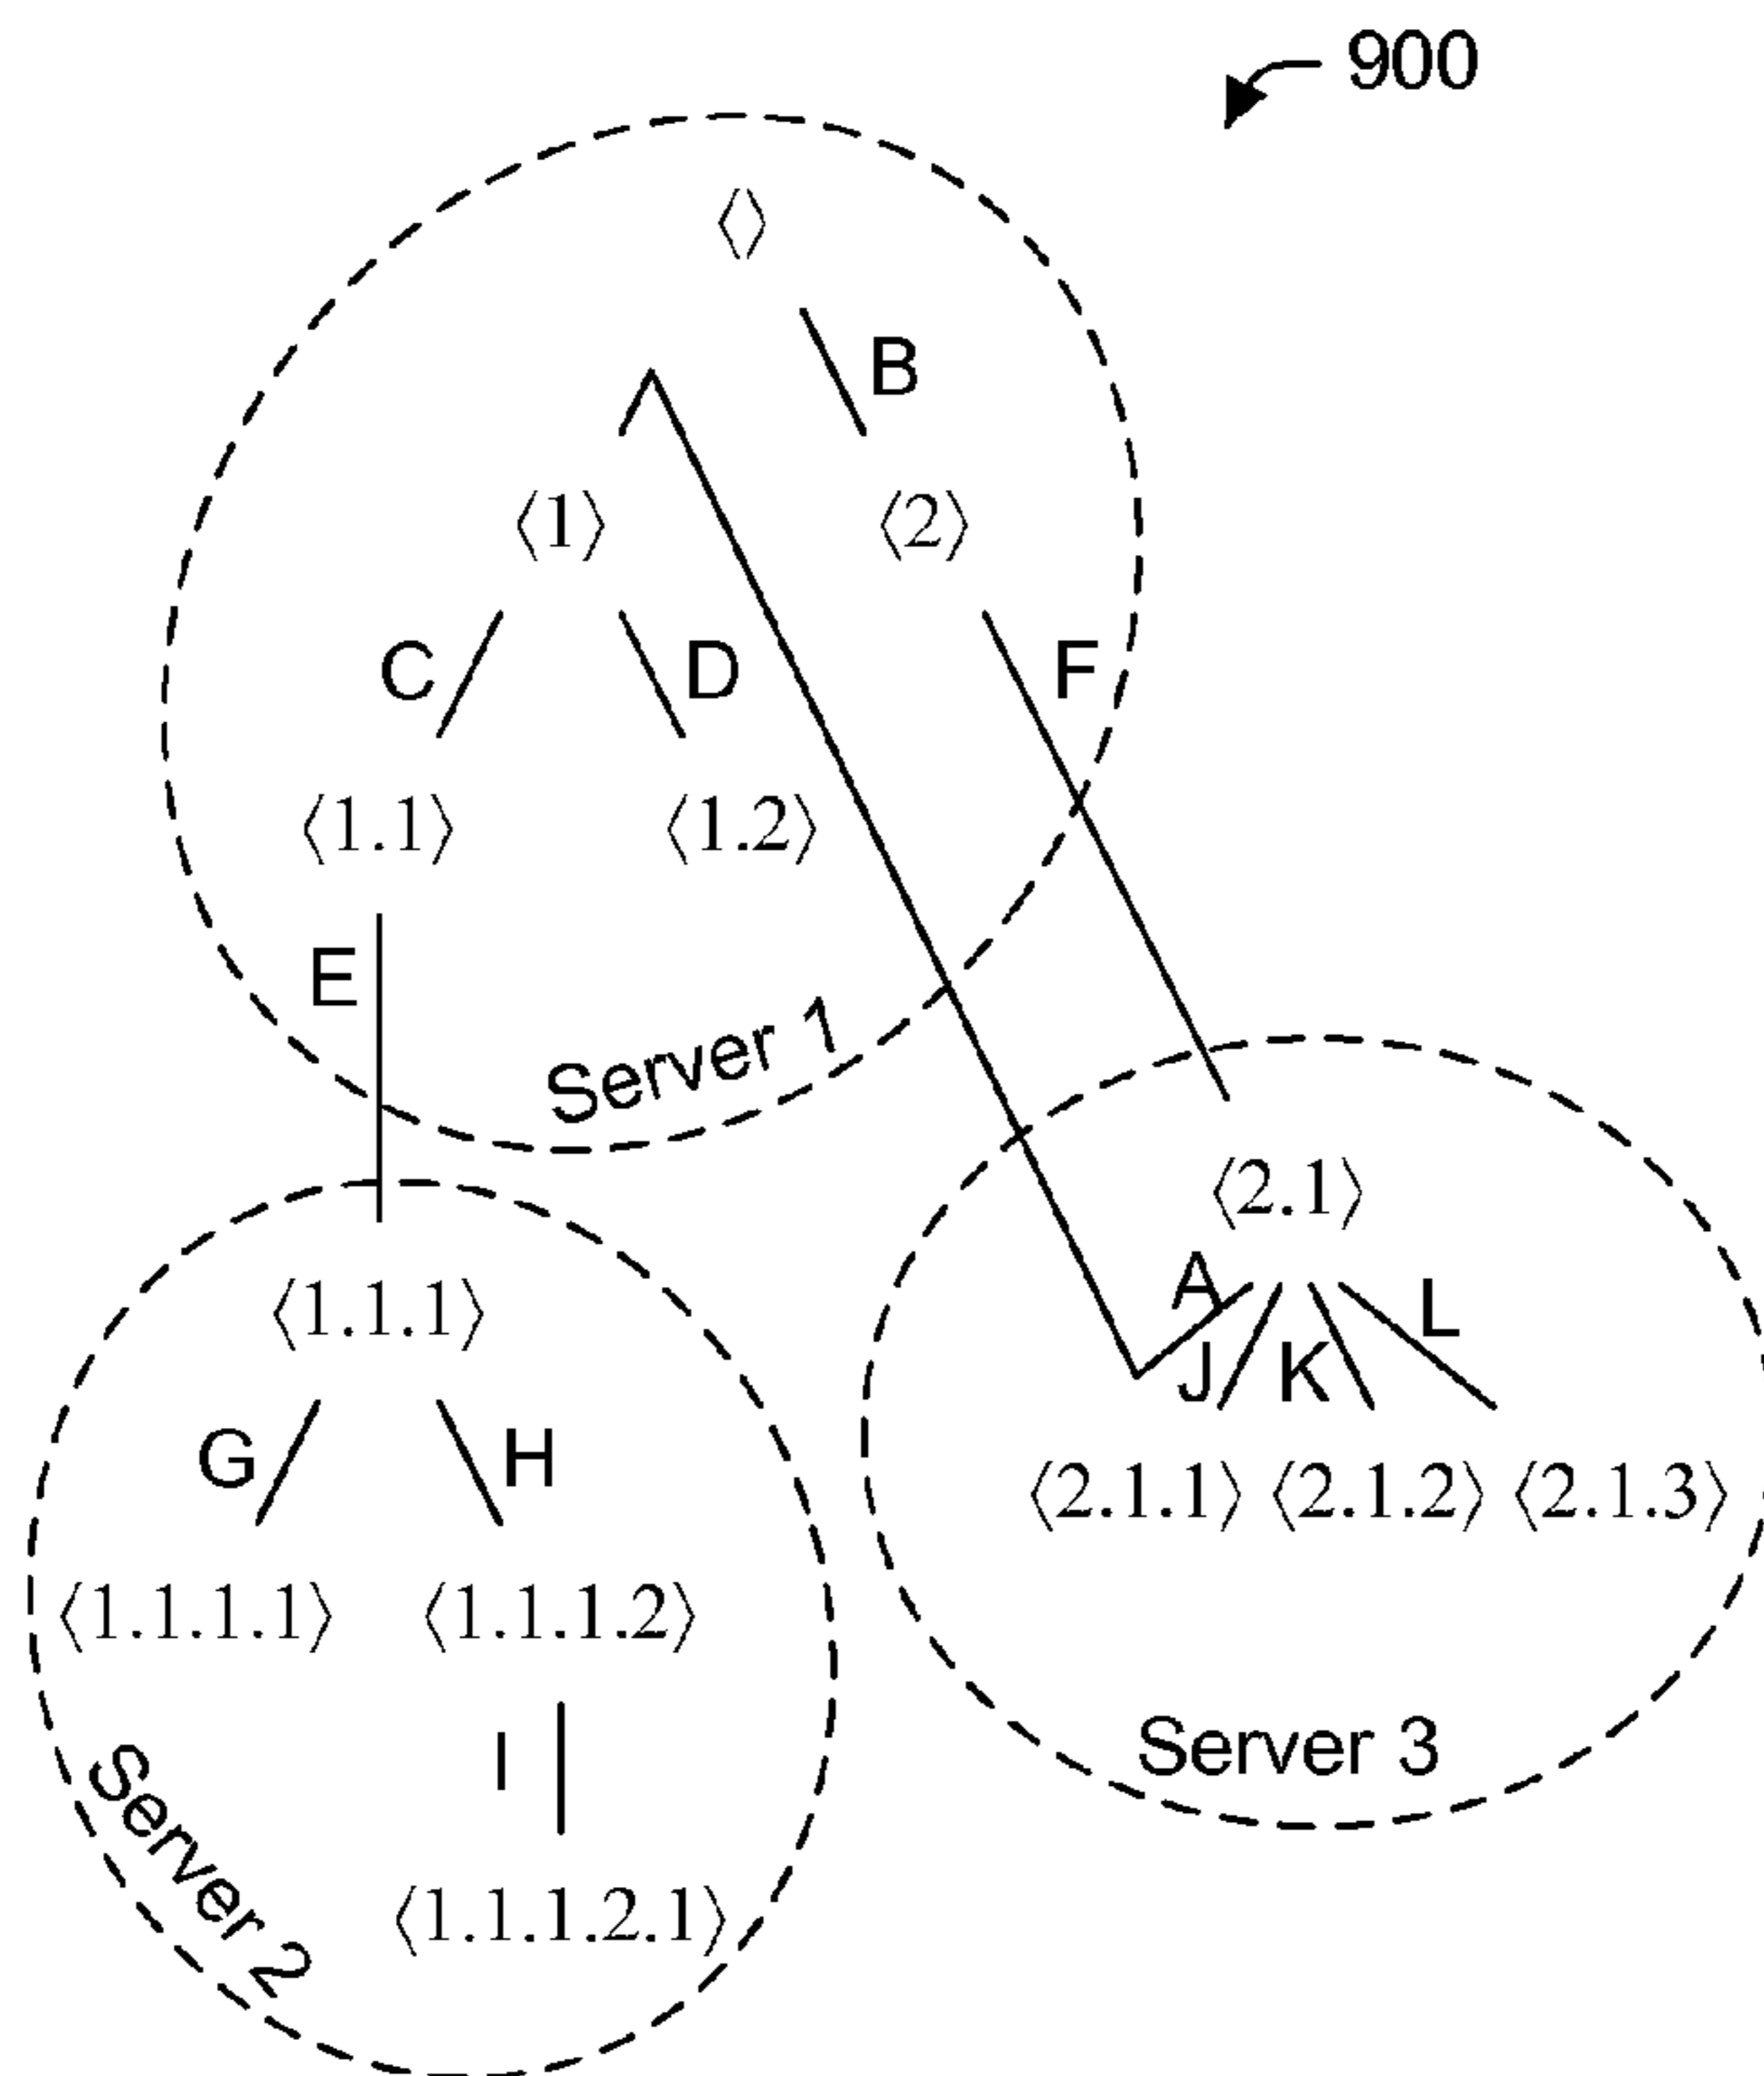 900
⟨⟩
B
⟨1⟩ ⟨2⟩
C D F
⟨1.1⟩ ⟨1.2⟩
E
Server 1
⟨2.1⟩
⟨1.1.1⟩
A L
J K
G H
⟨2.1.1⟩ ⟨2.1.2⟩ ⟨2.1.3⟩
⟨1.1.1.1⟩ ⟨1.1.1.2⟩
I
Server 3
Server 2
⟨1.1.1.2.1⟩